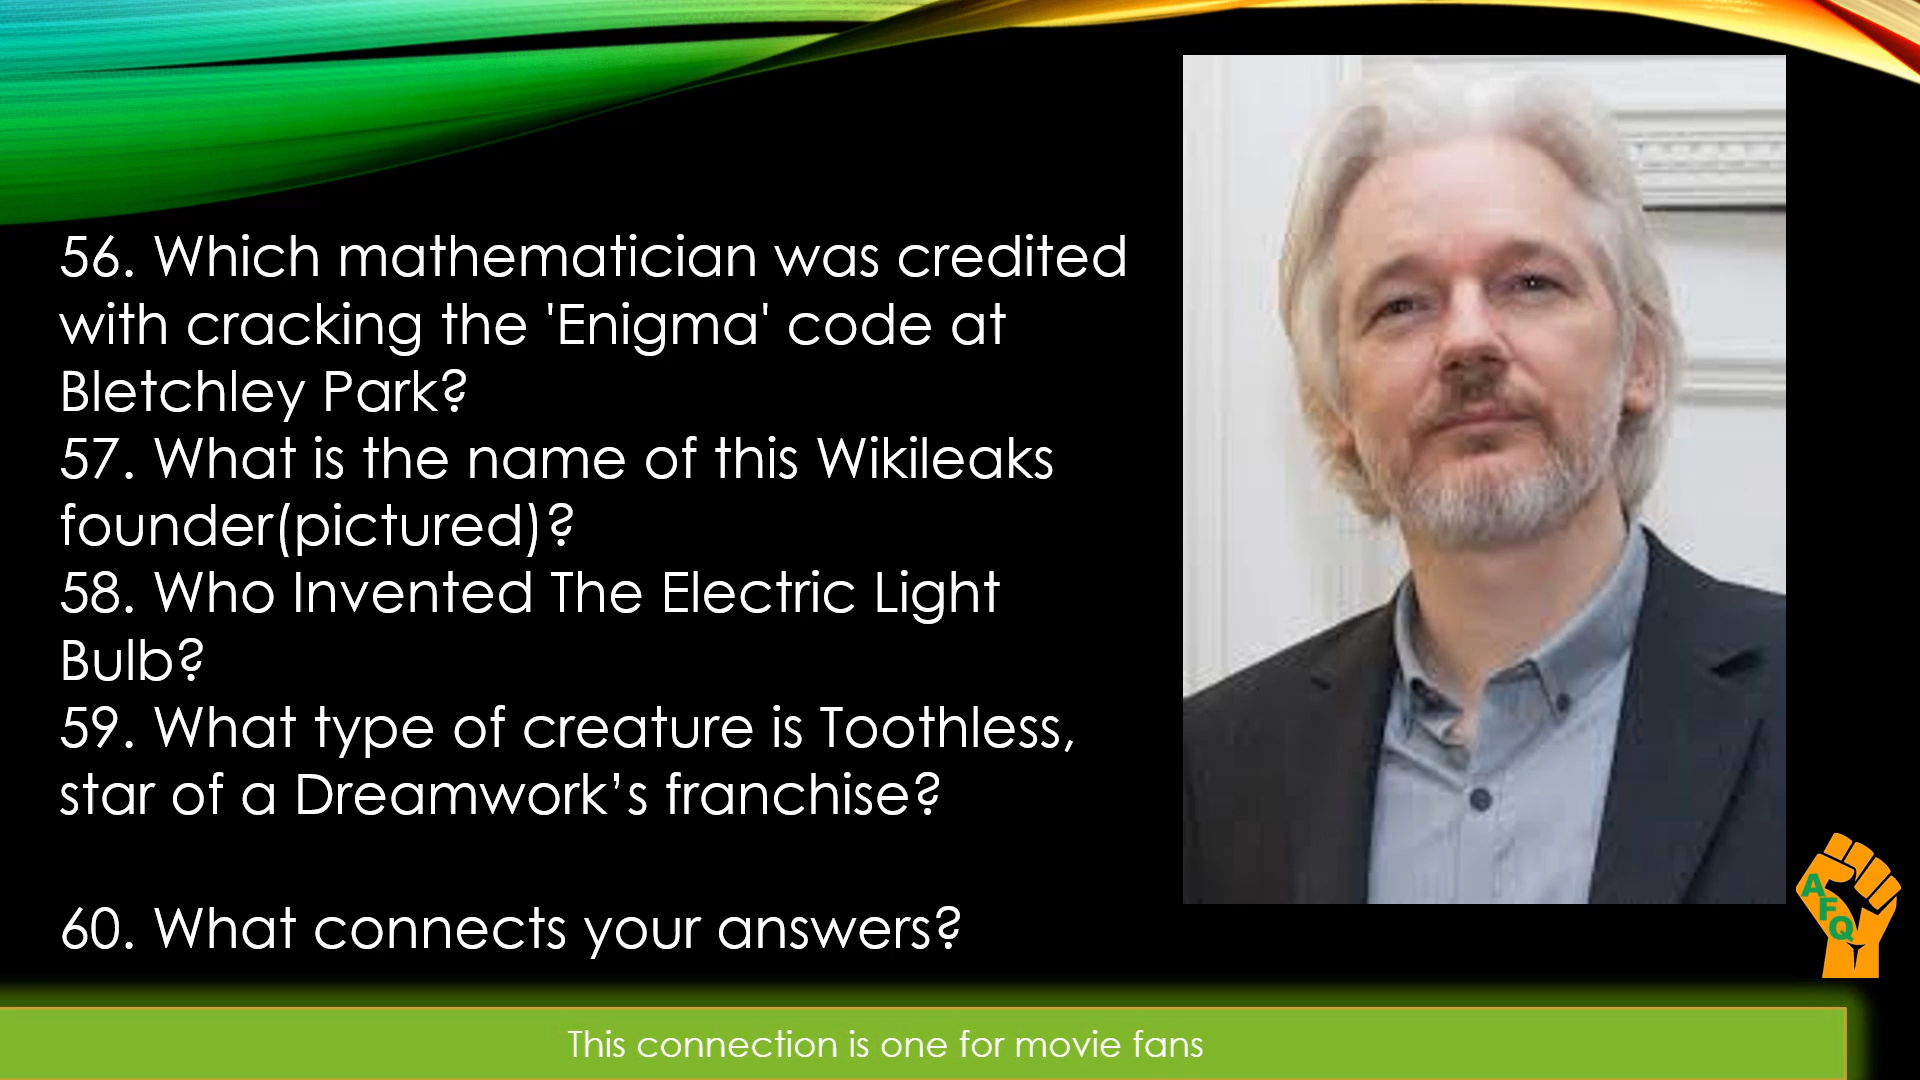 56. Which mathematician was credited
with cracking the 'Enigma' code at
Bletchley Park?
57. What is the name of this Wikileaks
founder(pictured)?
58. Who Invented The Electric Light
Bulb?
59. What type of creature is Toothless,
star of a Dreamwork’s franchise?
60. What connects your answers?
AFQ
This connection is one for movie fans